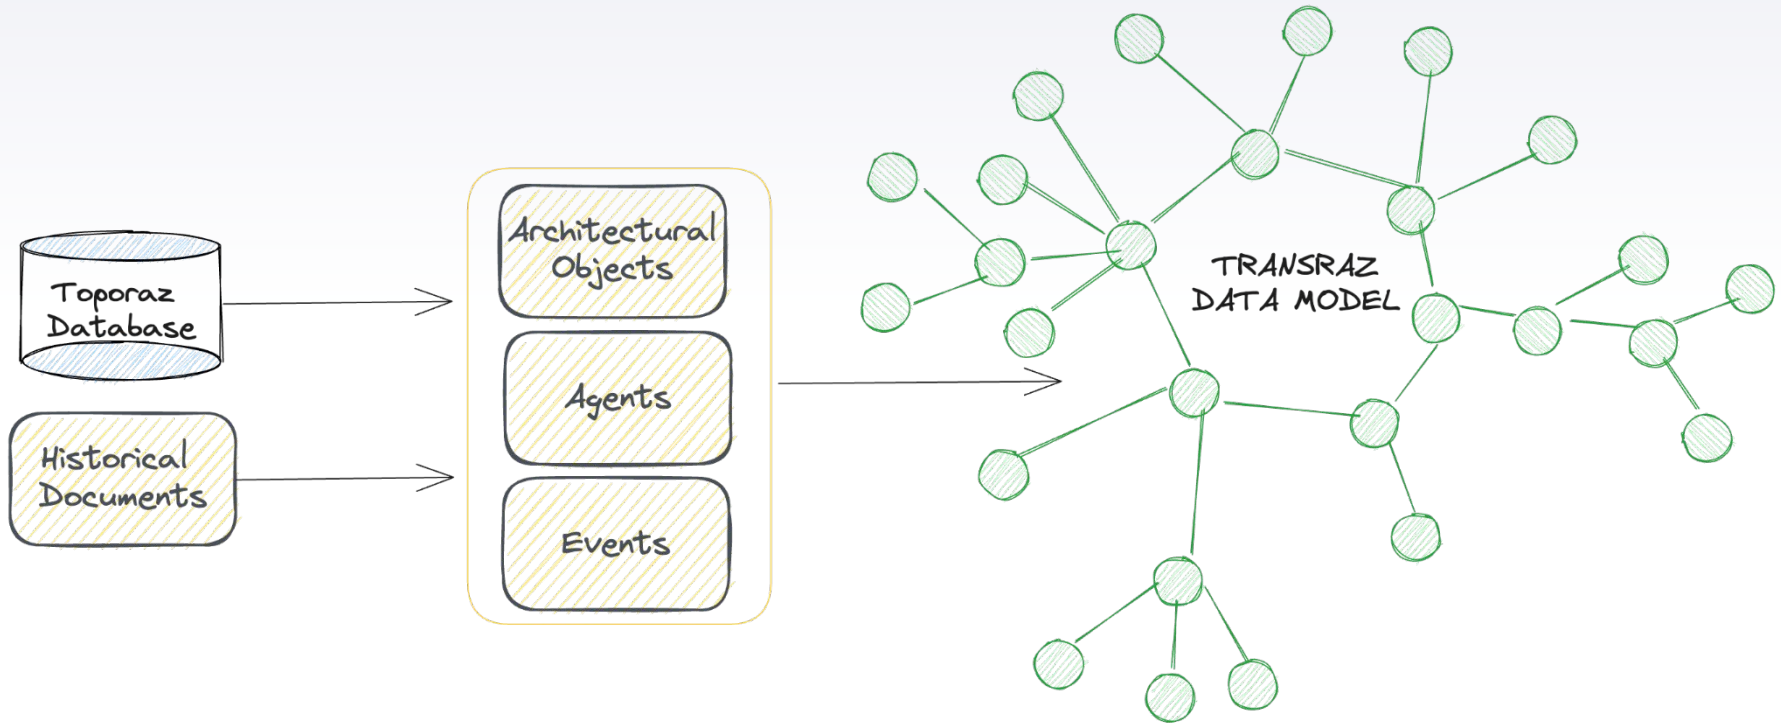 Toporaz
Database
Historical
Documents
Architectural
Objects
Agents
Events
TRANSRAZ
DATA MODEL